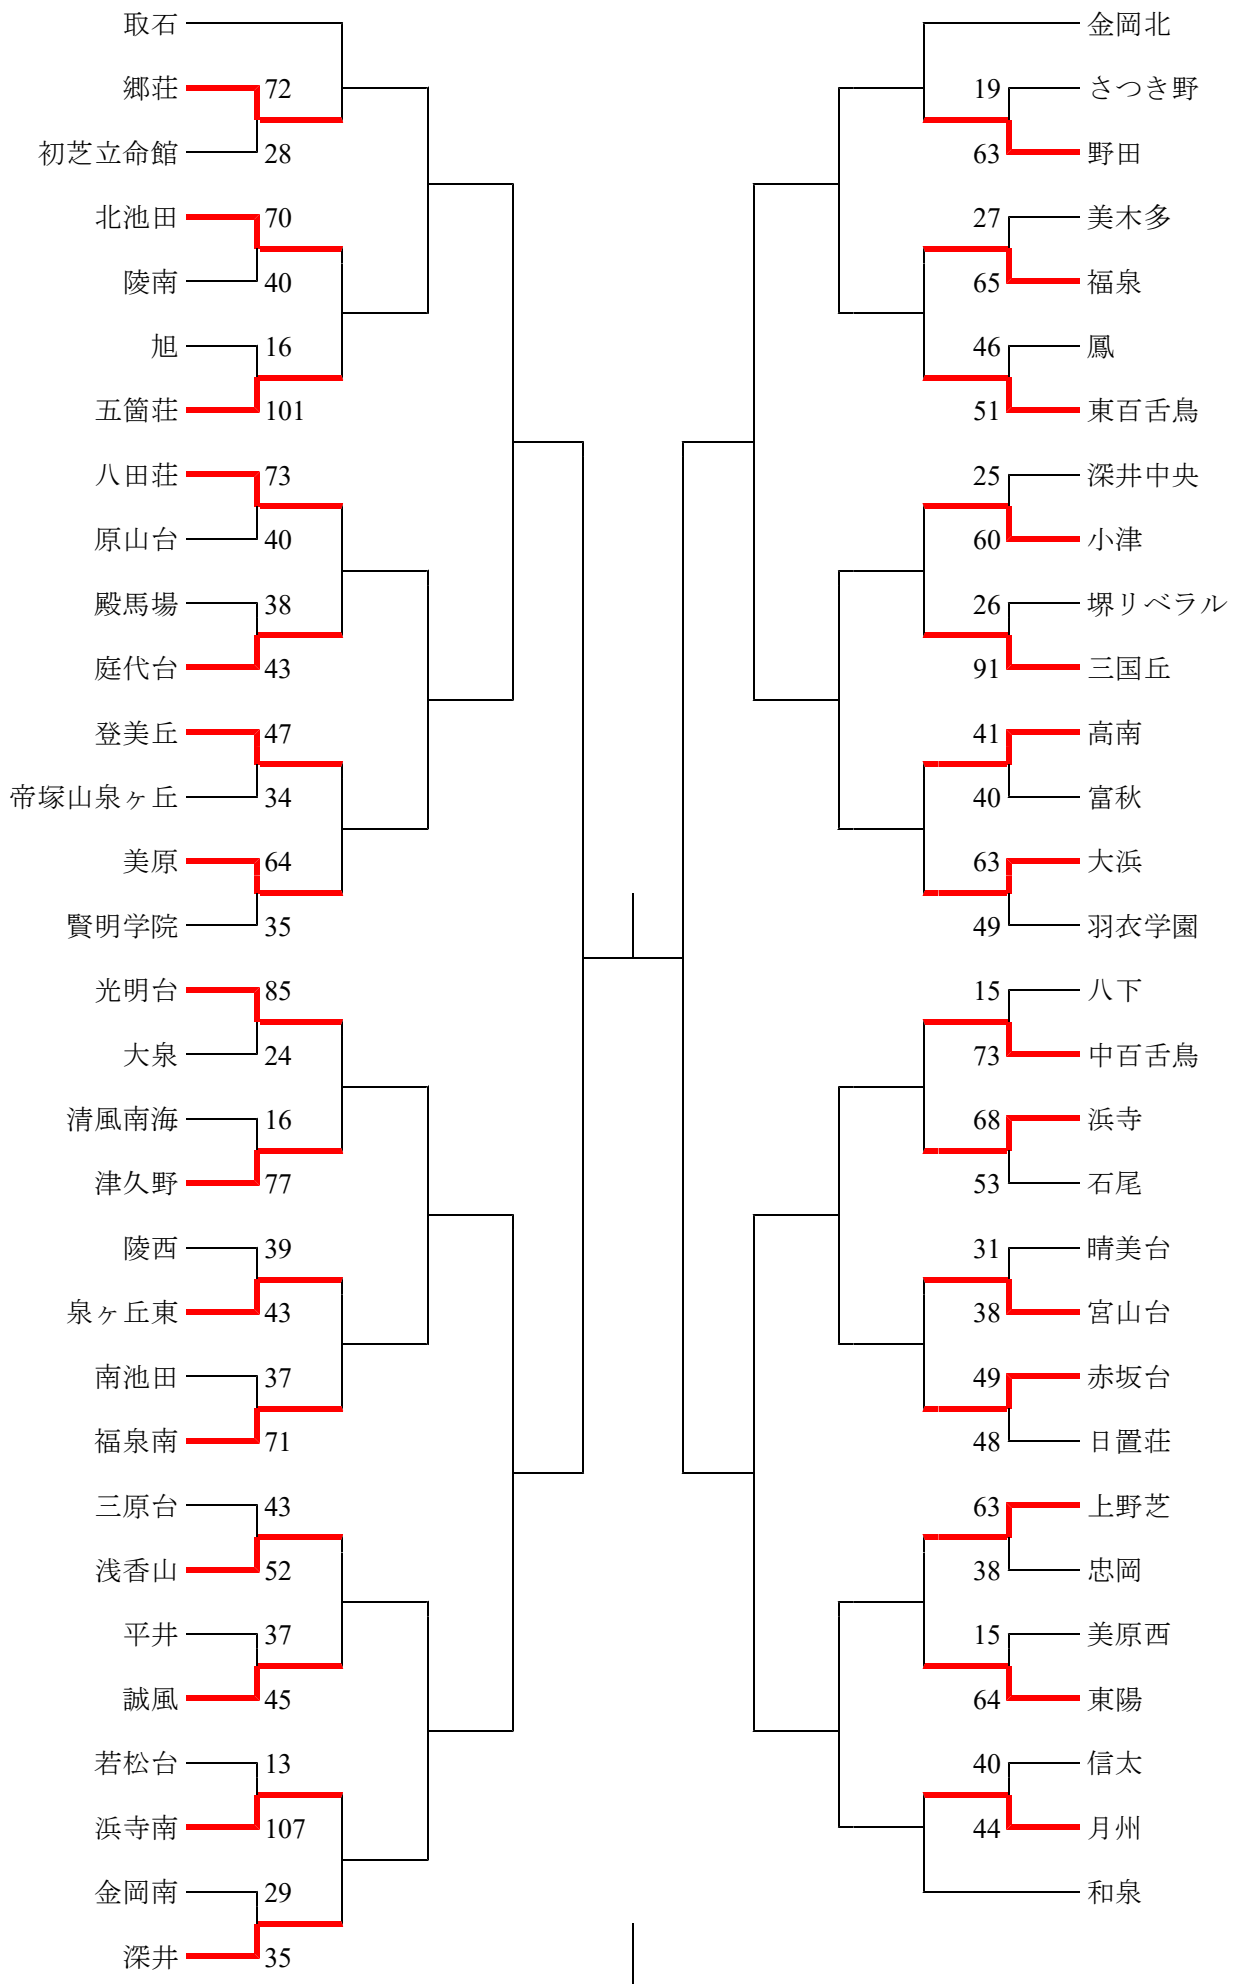 取石
郷荘 72
初芝立命館 28
北池田 70
陵南 40
旭 16
五箇荘 101
八田荘 73
原山台 40
殿馬場 38
庭代台 43
登美丘 47
帝塚山泉ヶ丘 34
美原 64
賢明学院 35
光明台 85
大泉 24
清風南海 16
津久野 77
陵西 39
泉ヶ丘東 43
南池田 37
福泉南 71
三原台 43
浅香山 52
平井 37
誠風 45
若松台 13
浜寺南 107
金岡南 29
深井 35
金岡北
19 さつき野
63 野田
27 美木多
65 福泉
46 鳳
51 東百舌鳥
25 深井中央
60 小津
26 堺リベラル
91 三国丘
41 高南
40 富秋
63 大浜
49 羽衣学園
15 八下
73 中百舌鳥
68 浜寺
53 石尾
31 晴美台
38 宮山台
49 赤坂台
48 日置荘
63 上野芝
38 忠岡
15 美原西
64 東陽
40 信太
44 月州
和泉